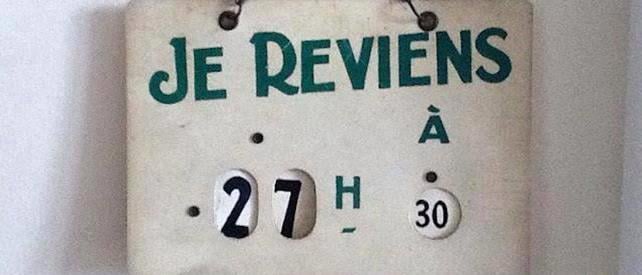 JE REVIENS
À
27 H 30